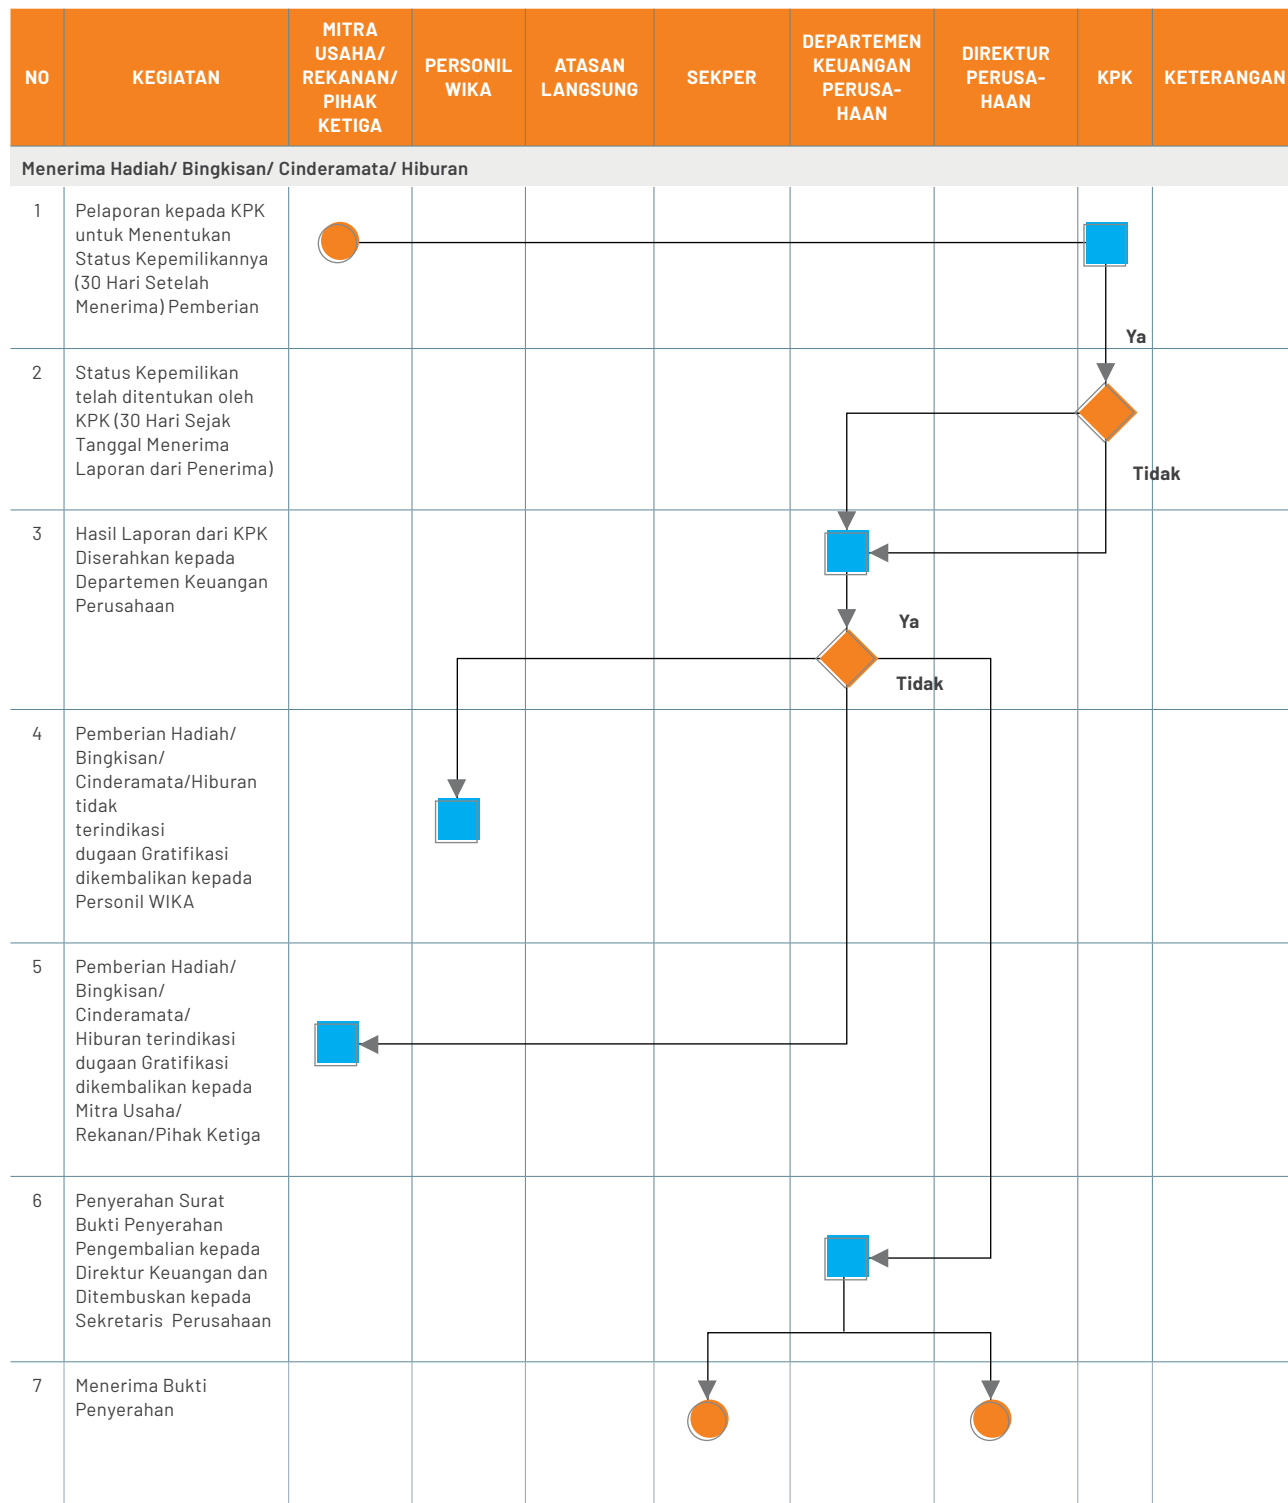 NO
KEGIATAN
MITRA
USAHA/
REKANAN/
PIHAK
KETIGA
PERSONIL
WIKA
ATASAN
LANGSUNG
SEKPER
DEPARTEMEN
KEUANGAN
PERUSA-
HAAN
DIREKTUR
PERUSA-
HAAN
KPK
KETERANGAN
Menerima Hadiah/ Bingkisan/ Cinderamata/ Hiburan
1
Pelaporan kepada KPK
untuk Menentukan
Status Kepemilikannya
(30 Hari Setelah
Menerima) Pemberian
Ya
2
Status Kepemilikan
telah ditentukan oleh
KPK (30 Hari Sejak
Tanggal Menerima
Laporan dari Penerima)
Tidak
3
Hasil Laporan dari KPK
Diserahkan kepada
Departemen Keuangan
Perusahaan
Ya
Tidak
4
Pemberian Hadiah/
Bingkisan/
Cinderamata/Hiburan
tidak
terindikasi
dugaan Gratifikasi
dikembalikan kepada
Personil WIKA
5
Pemberian Hadiah/
Bingkisan/
Cinderamata/
Hiburan terindikasi
dugaan Gratifikasi
dikembalikan kepada
Mitra Usaha/
Rekanan/Pihak Ketiga
6
Penyerahan Surat
Bukti Penyerahan
Pengembalian kepada
Direktur Keuangan dan
Ditembuskan kepada
Sekretaris  Perusahaan
7
Menerima Bukti
Penyerahan